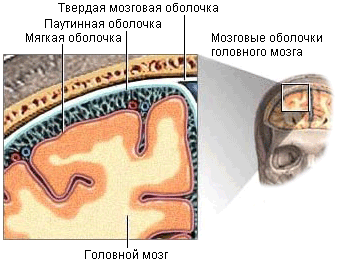 Твердая мозговая оболочка
Паутинная оболочка
Мягкая оболочка
Мозговые оболочки
головного мозга
Головной мозг